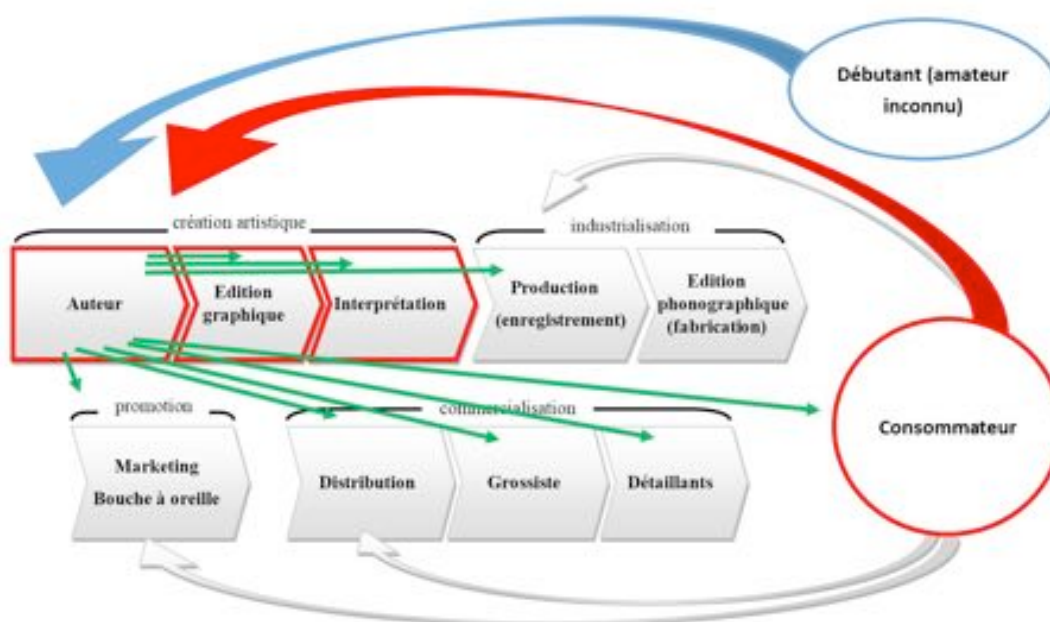 Débutant (amateur
inconnu)
création artistique
industrialisation
Auteur
Edition
graphique
Interprétation
Production
(enregistrement)
Edition
phonographique
(fabrication)
promotion
commercialisation
Consommateur
Marketing
Bouche à oreille
Distribution
Grossiste
Détaillants